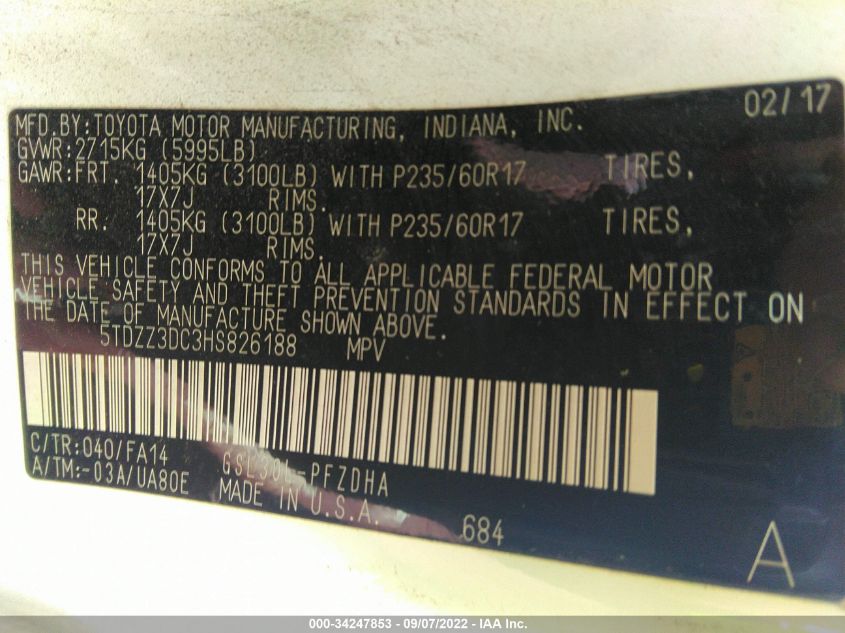 02/17
MFD.BY:TOYOTA MOTOR MANUFACTURING, INDIANA, INC.
GVWR:2715KG (5995LB)
GAWR:FRT. 1405KG (3100LB) WITH P235/60R17 TIRES,
17X7J RIMS.
RR. 1405KG (3100LB) WITH P235/60R17 TIRES,
17X7J RIMS.
THIS VEHICLE CONFORMS TO ALL APPLICABLE FEDERAL MOTOR
VEHICLE SAFETY AND THEFT PREVENTION STANDARDS IN EFFECT ON
THE DATE OF MANUFACTURE SHOWN ABOVE.
5TDZZ3DC3HS826188 MPV
C/TR:040/FA14 GSL30L-PFZDHA
A/TM:-03A/UA80E MADE IN U.S.A.
684
A
000-34247853 - 09/07/2022 - IAA Inc.